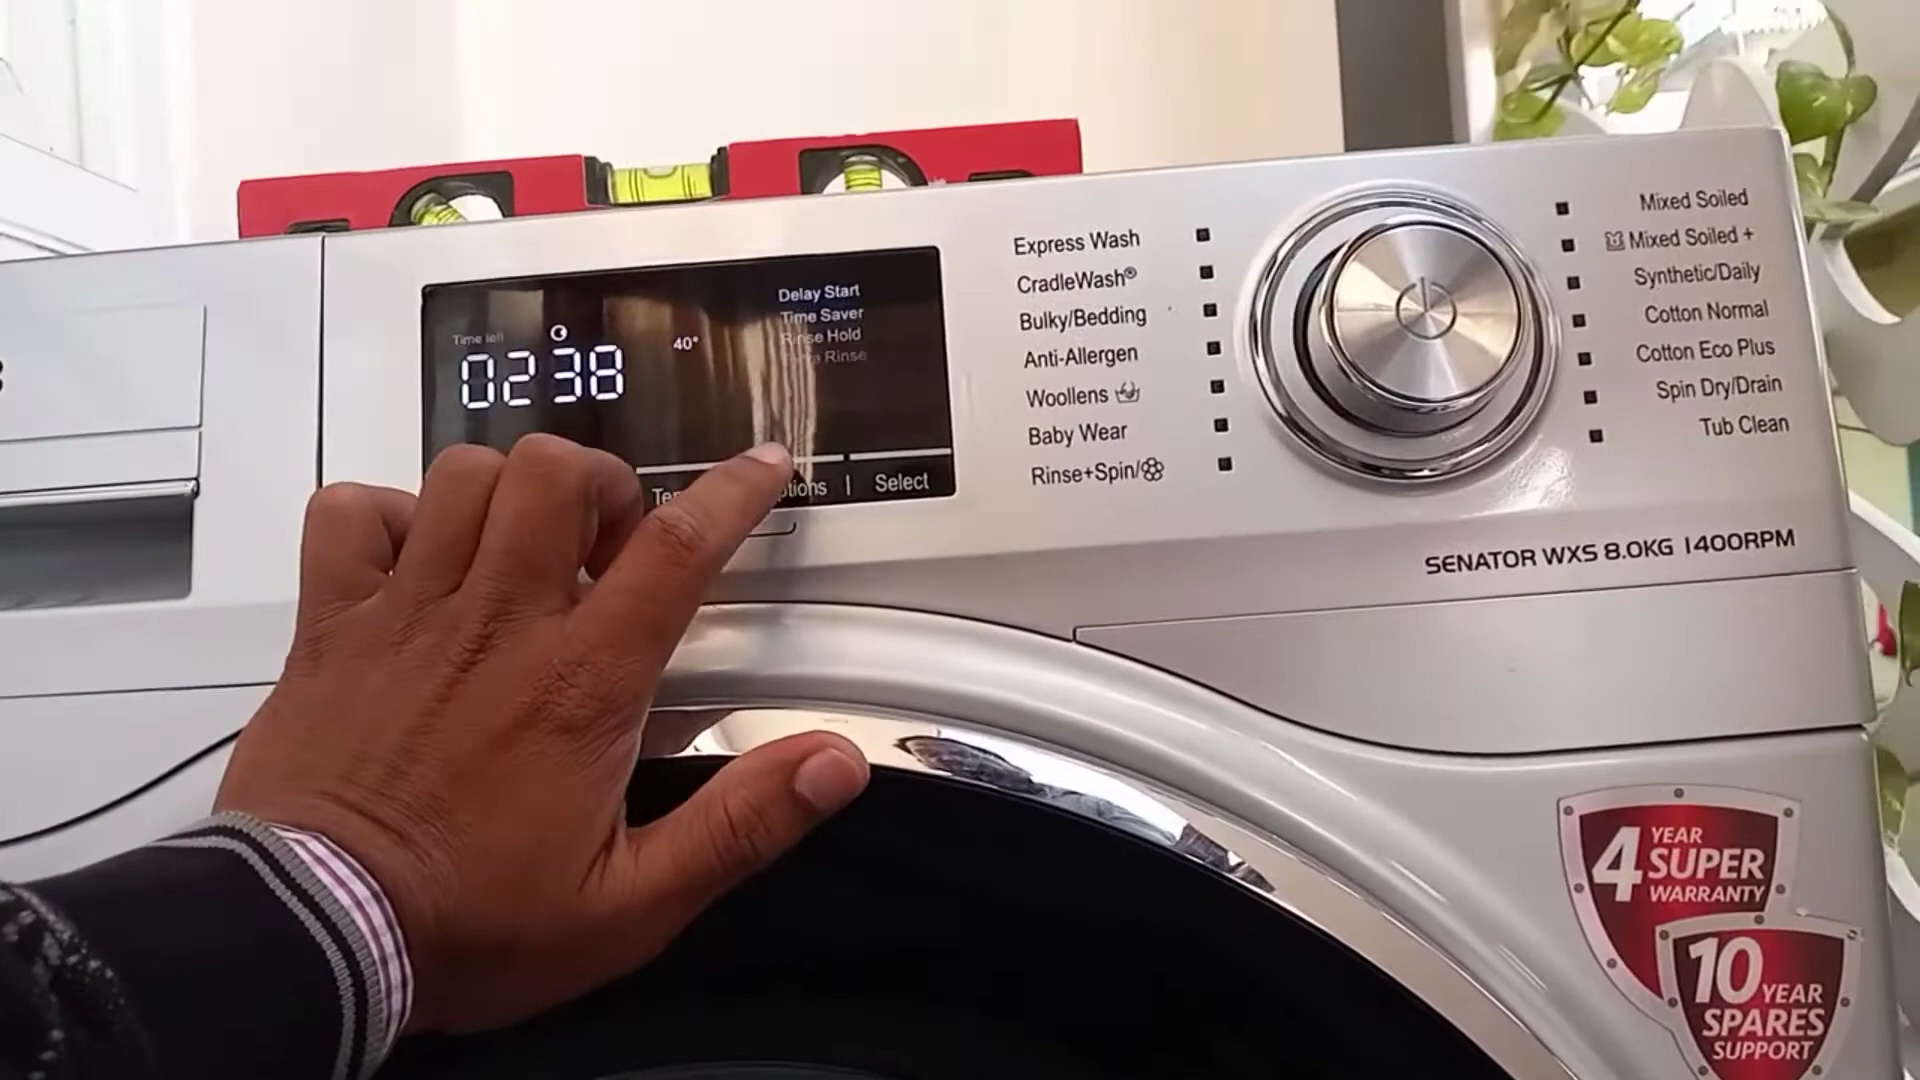 Time left
0238
40°
Delay Start
Time Saver
Rinse Hold
Rinse
Select
Express Wash
CradleWash®
Bulky/Bedding
Anti-Allergen
Woollens
Baby Wear
Rinse+Spin/
Mixed Soiled
Mixed Soiled +
Synthetic/Daily
Cotton Normal
Cotton Eco Plus
Spin Dry/Drain
Tub Clean
SENATOR WXS 8.0KG 1400RPM
4 YEAR
SUPER
WARRANTY
10 YEAR
SPARES
SUPPORT